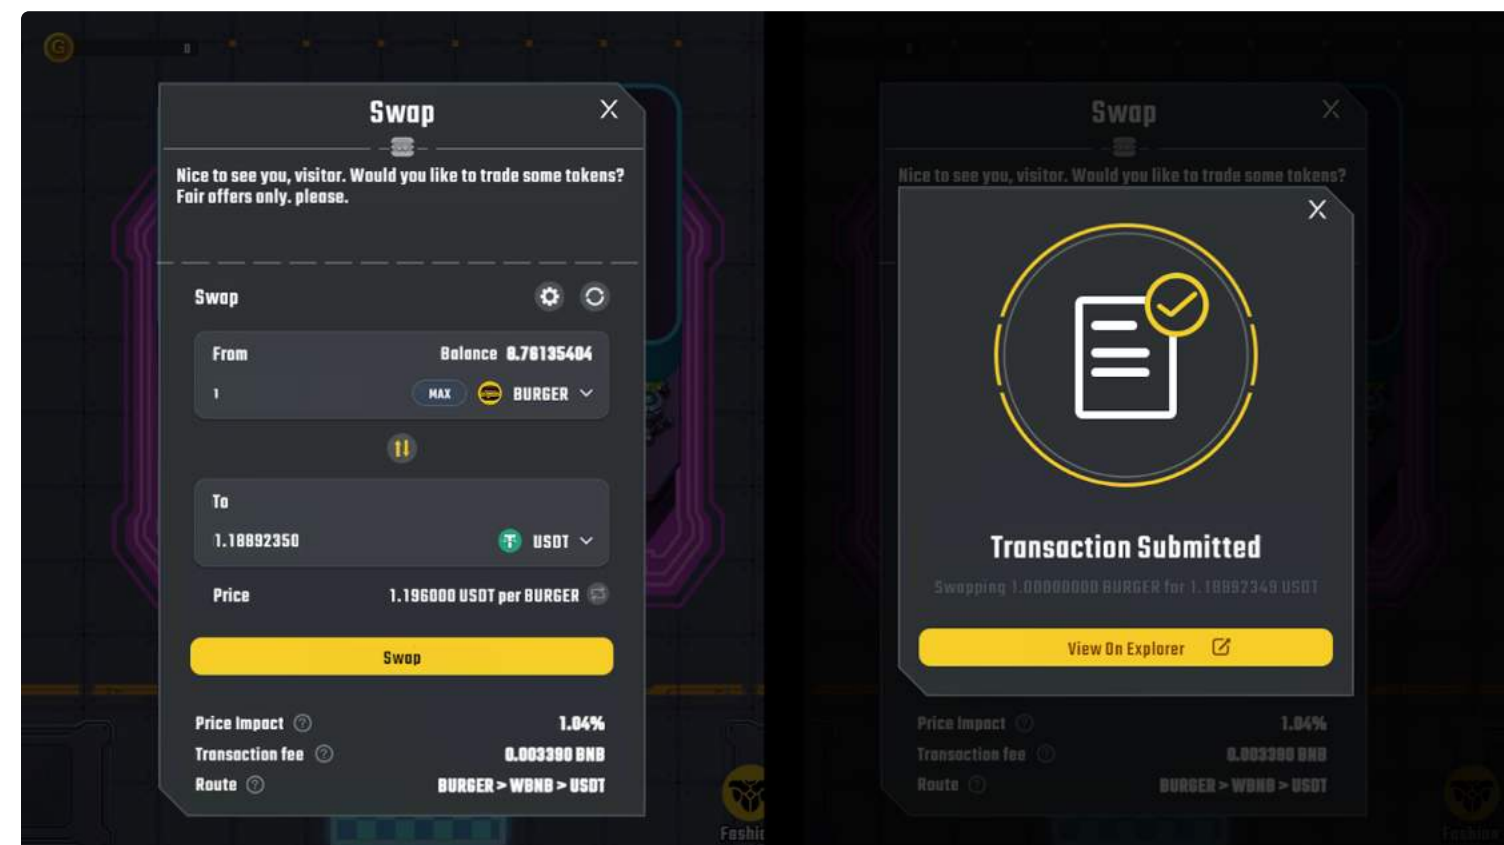 G
0
Swap
X
Nice to see you, visitor. Would you like to trade some tokens?
Fair offers only. please.
Swap
From
Balance 8.76135404
1
MAX
BURGER
To
1.18892350
USDT
Price
1.196000 USDT per BURGER
Swap
Price Impact ?
1.04%
Transaction fee ?
0.003390 BNB
Route ?
BURGER > WBNB > USDT
Swap
X
Nice to see you, visitor. Would you like to trade some tokens?
X
Transaction Submitted
Swapping 1.00000000 BURGER for 1.18892349 USDT
View On Explorer
Price Impact ?
1.04%
Transaction fee ?
0.003390 BNB
Route ?
BURGER > WBNB > USDT